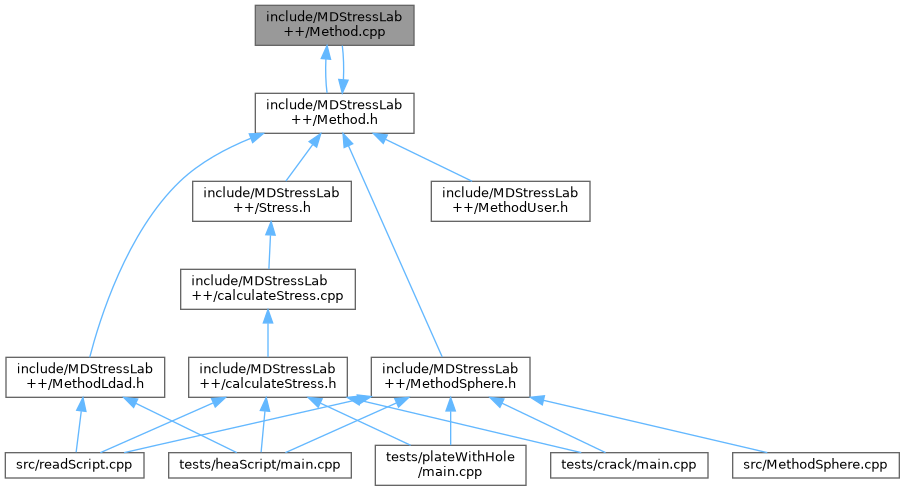 include/MDStressLab
++/Method.cpp
include/MDStressLab
++/Method.h
include/MDStressLab
++/Stress.h
include/MDStressLab
++/MethodUser.h
include/MDStressLab
++/calculateStress.cpp
include/MDStressLab
++/MethodLdad.h
include/MDStressLab
++/calculateStress.h
include/MDStressLab
++/MethodSphere.h
src/readScript.cpp
tests/heaScript/main.cpp
tests/plateWithHole
/main.cpp
tests/crack/main.cpp
src/MethodSphere.cpp